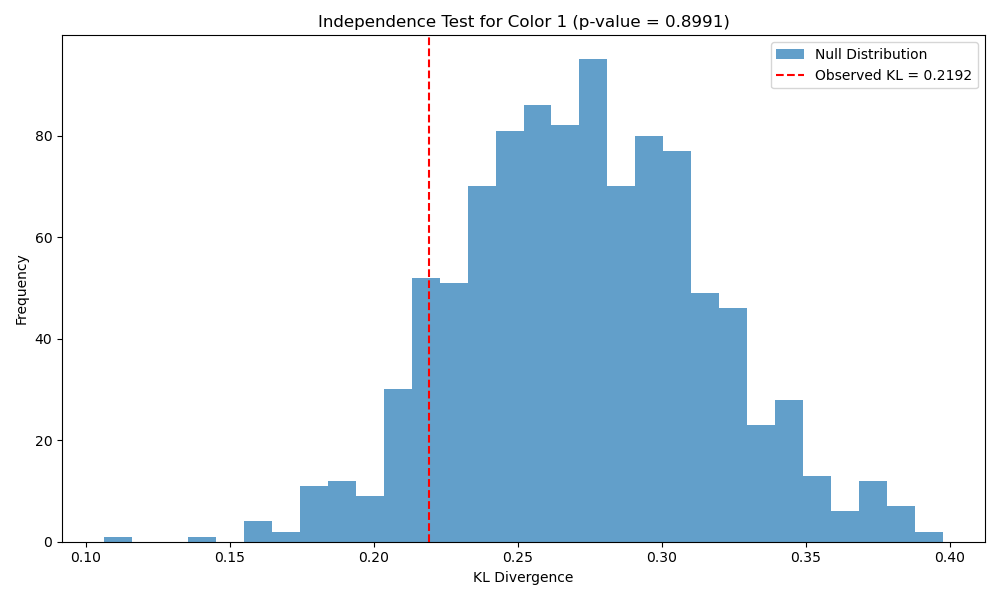 Independence Test for Color 1 (p-value = 0.8991)
Null Distribution
Observed KL = 0.2192
Frequency
80
60
40
20
0
0.10 0.15 0.20 0.25 0.30 0.35 0.40
KL Divergence